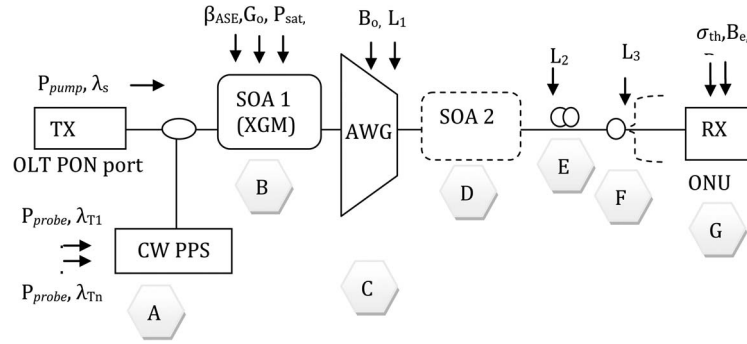 β_ASE, G_o, P_sat,
B_o, L_1
σ_th, B_e,
L_2
L_3
P_pump, λ_s
TX
SOA 1
(XGM)
AWG
SOA 2
RX
OLT PON port
ONU
B
D
E
F
G
P_probe, λ_T1
CW PPS
P_probe, λ_Tn
A
C